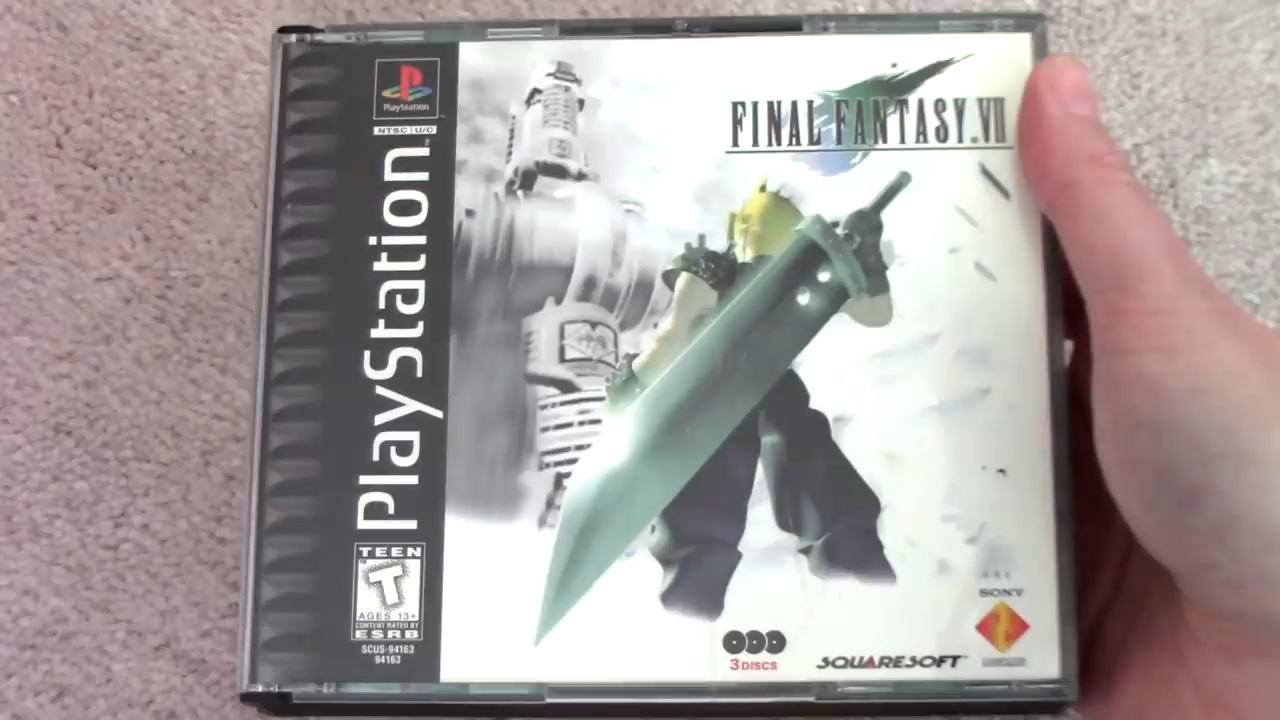 PlayStation
NTSC U/C
PlayStation
TEEN
T
AGES 13+
CONTENT RATED BY
ESRB
SCUS-94163
94163
FINAL FANTASY.VII
3 DISCS
SQUARESOFT™
SONY